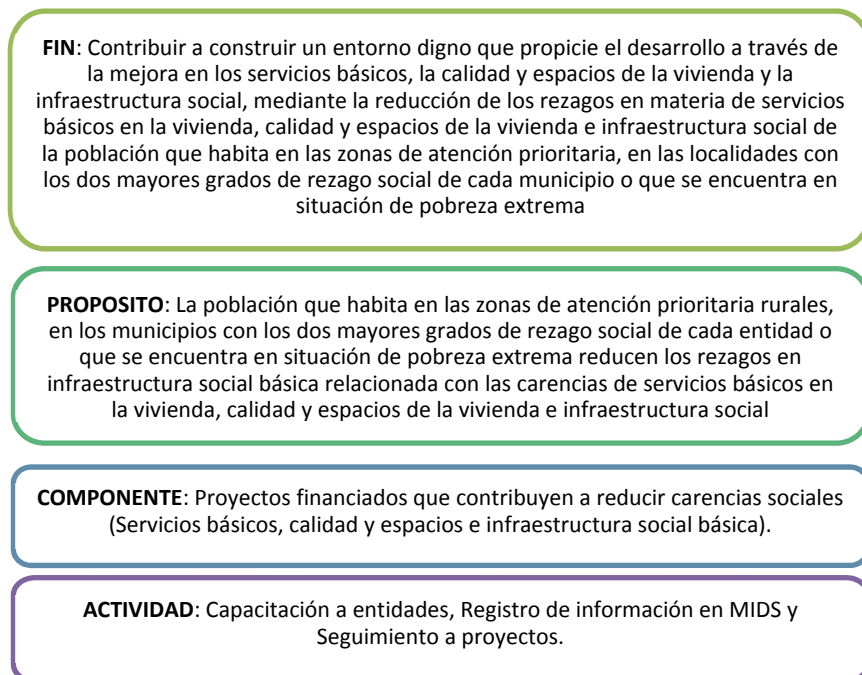 FIN: Contribuir a construir un entorno digno que propicie el desarrollo a través de
la mejora en los servicios básicos, la calidad y espacios de la vivienda y la
infraestructura social, mediante la reducción de los rezagos en materia de servicios
básicos en la vivienda, calidad y espacios de la vivienda e infraestructura social de
la población que habita en las zonas de atención prioritaria, en las localidades con
los dos mayores grados de rezago social de cada municipio o que se encuentra en
situación de pobreza extrema
PROPOSITO: La población que habita en las zonas de atención prioritaria rurales,
en los municipios con los dos mayores grados de rezago social de cada entidad o
que se encuentra en situación de pobreza extrema reducen los rezagos en
infraestructura social básica relacionada con las carencias de servicios básicos en
la vivienda, calidad y espacios de la vivienda e infraestructura social
COMPONENTE: Proyectos financiados que contribuyen a reducir carencias sociales
(Servicios básicos, calidad y espacios e infraestructura social básica).
ACTIVIDAD: Capacitación a entidades, Registro de información en MIDS y
Seguimiento a proyectos.